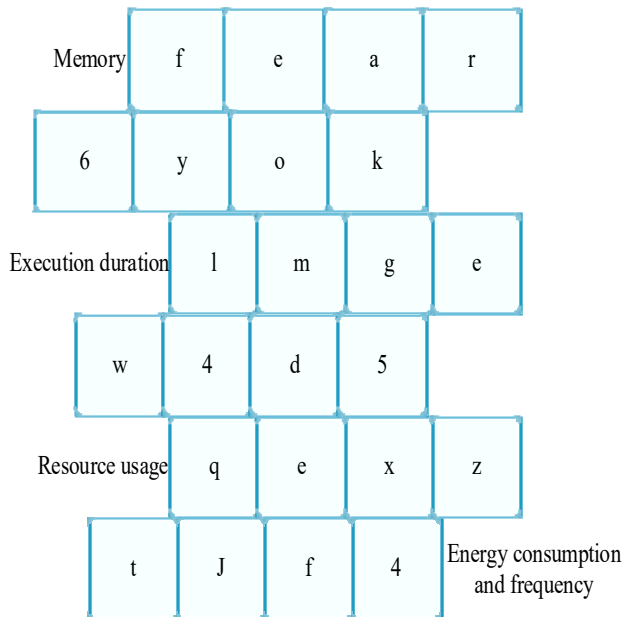 Memory f e a r
6 y o k
Execution duration l m g e
w 4 d 5
Resource usage q e x z
t J f 4 Energy consumption
and frequency